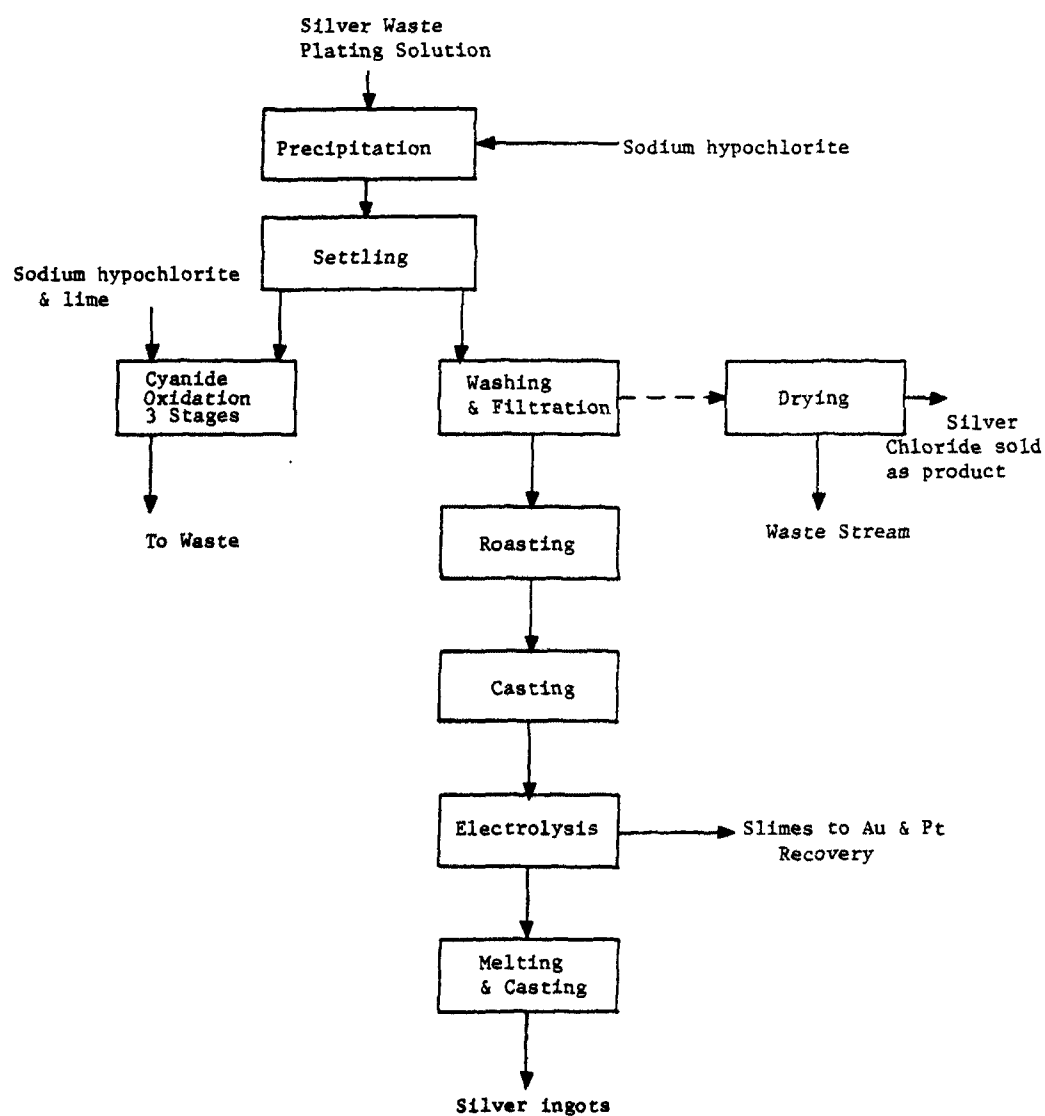 Silver Waste
Plating Solution
Precipitation
Sodium hypochlorite
Settling
Sodium hypochlorite
& lime
Cyanide
Oxidation
3 Stages
Washing
& Filtration
Drying
Silver
Chloride sold
as product
To Waste
Waste Stream
Roasting
Casting
Electrolysis
Slimes to Au & Pt
Recovery
Melting
& Casting
Silver ingots